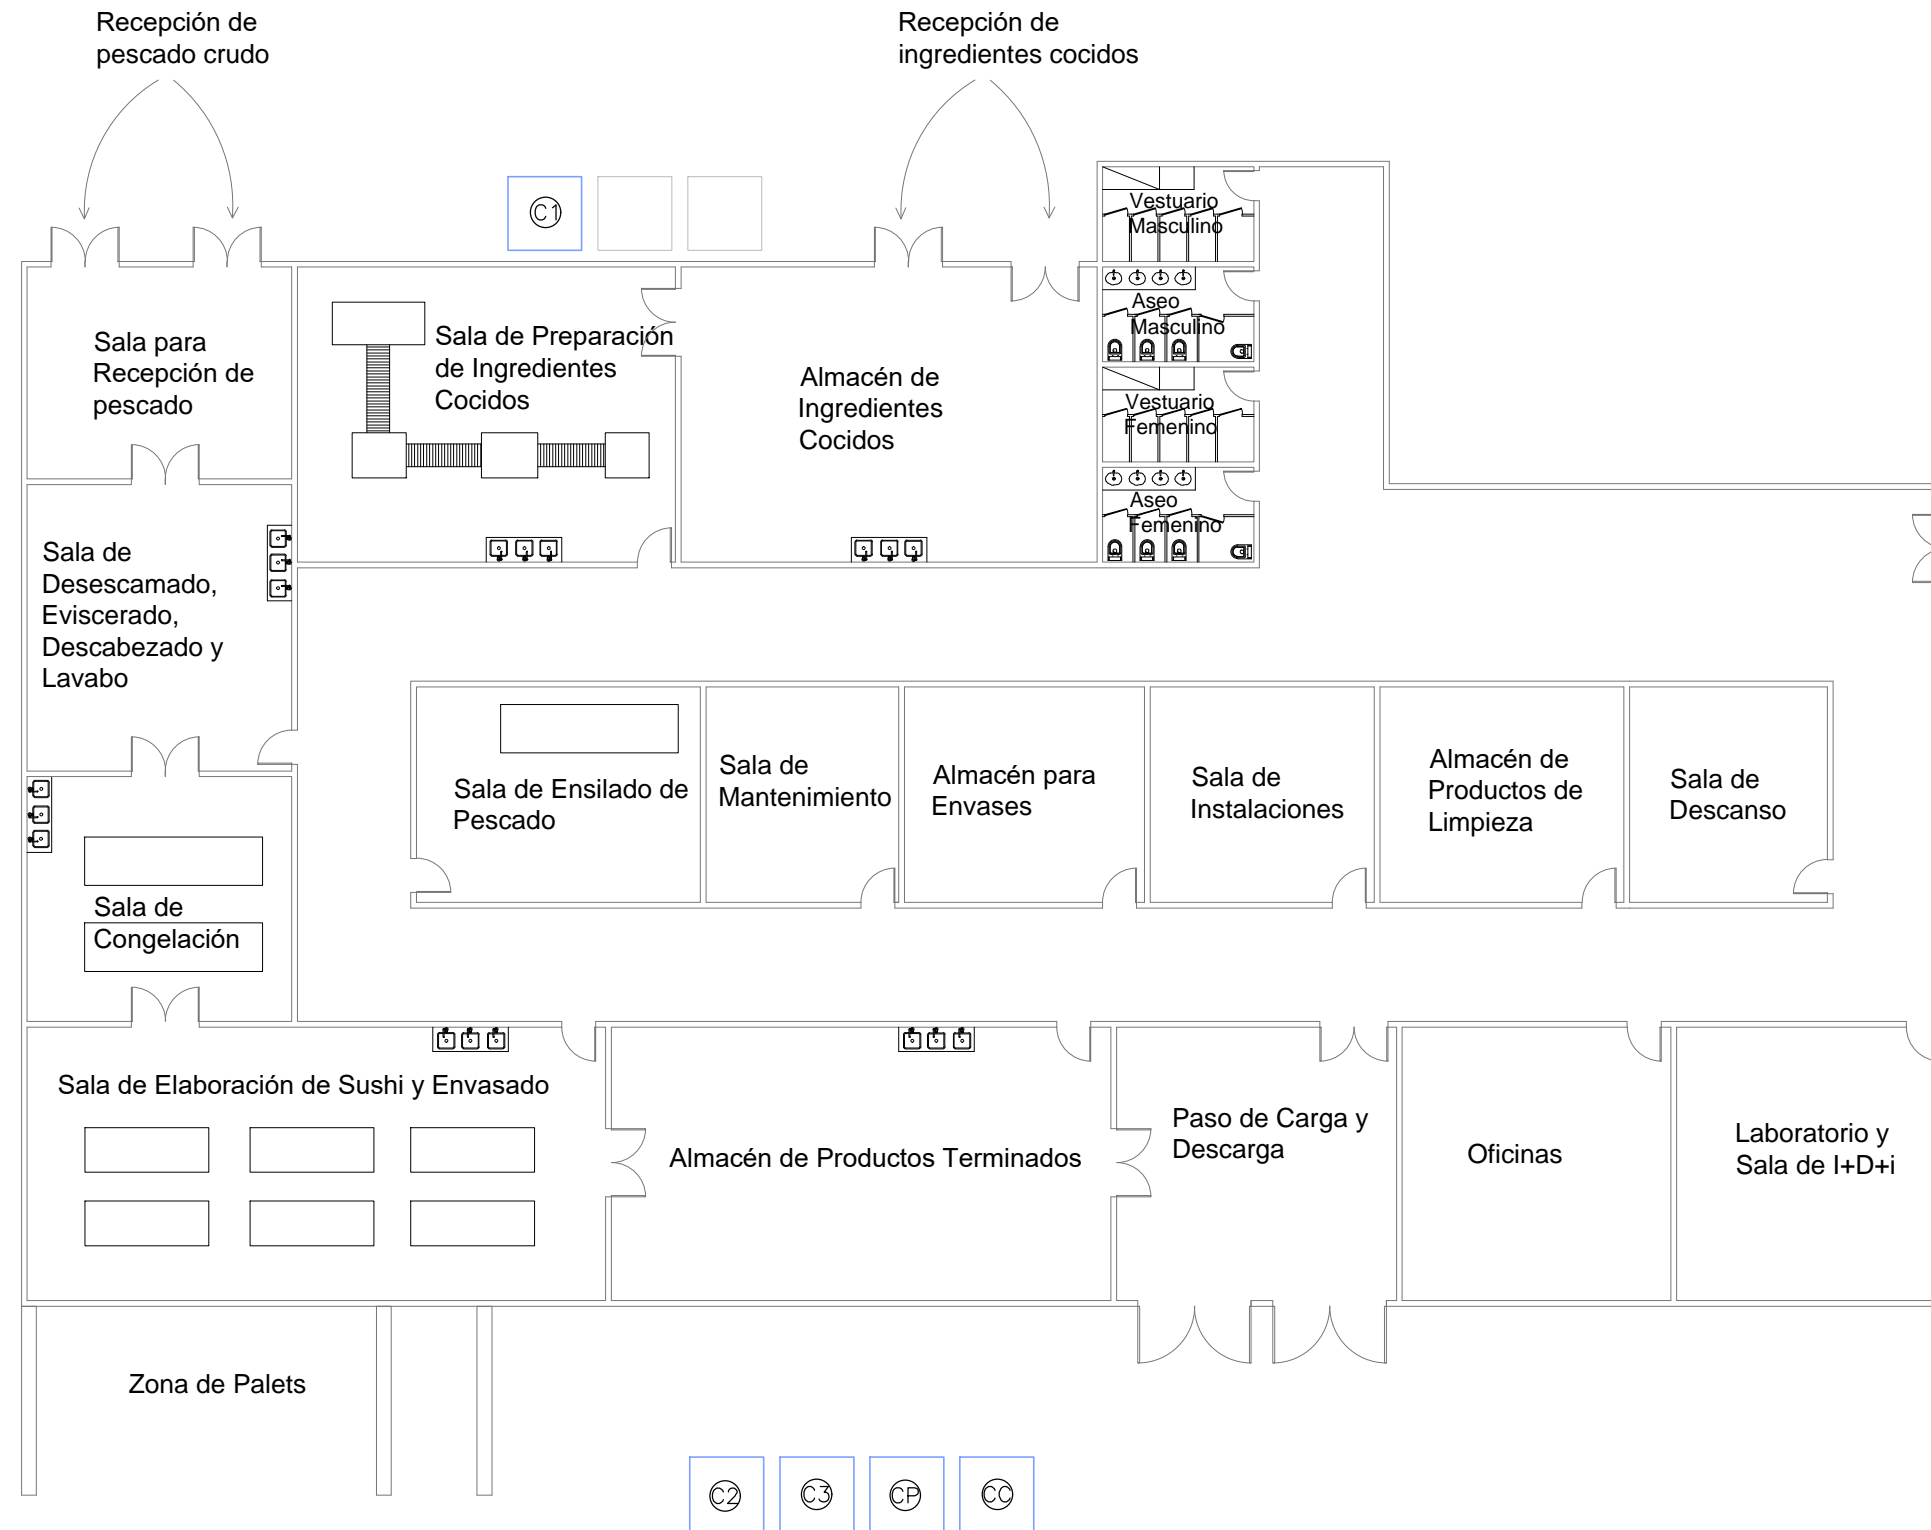 Recepción de
pescado crudo
Recepción de
ingredientes cocidos
C1
Vestuario
Masculino
Aseo
Masculino
Sala para
Recepción de
pescado
Sala de Preparación
de Ingredientes
Cocidos
Almacén de
Ingredientes
Cocidos
Vestuario
Femenino
Aseo
Femenino
Sala de
Desescamado,
Eviscerado,
Descabezado y
Lavabo
Sala de Ensilado de
Pescado
Sala de
Mantenimiento
Almacén para
Envases
Sala de
Instalaciones
Almacén de
Productos de
Limpieza
Sala de
Descanso
Sala de
Congelación
Sala de Elaboración de Sushi y Envasado
Almacén de Productos Terminados
Paso de Carga y
Descarga
Oficinas
Laboratorio y
Sala de I+D+i
Zona de Palets
C2
C3
CP
CC